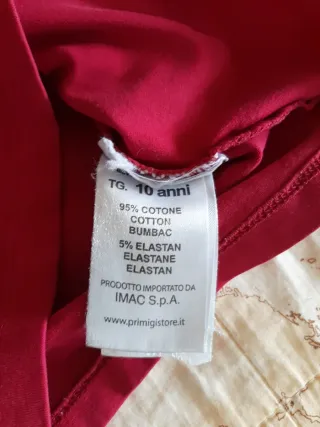 TG. 10 anni
95% COTONE
COTTON
BUMBAC
5% ELASTAN
ELASTANE
ELASTAN
PRODOTTO IMPORTATO DA
IMAC S.p.A.
www.primigistore.it